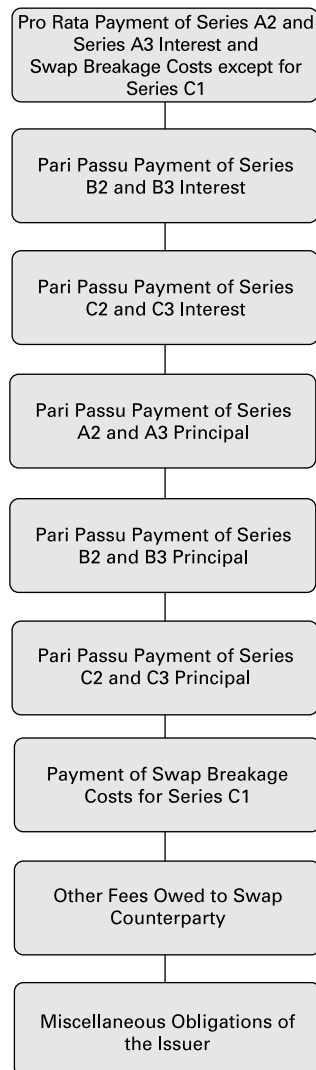 Pro Rata Payment of Series A2 and
Series A3 Interest and
Swap Breakage Costs except for
Series C1
Pari Passu Payment of Series
B2 and B3 Interest
Pari Passu Payment of Series
C2 and C3 Interest
Pari Passu Payment of Series
A2 and A3 Principal
Pari Passu Payment of Series
B2 and B3 Principal
Pari Passu Payment of Series
C2 and C3 Principal
Payment of Swap Breakage
Costs for Series C1
Other Fees Owed to Swap
Counterparty
Miscellaneous Obligations of
the Issuer